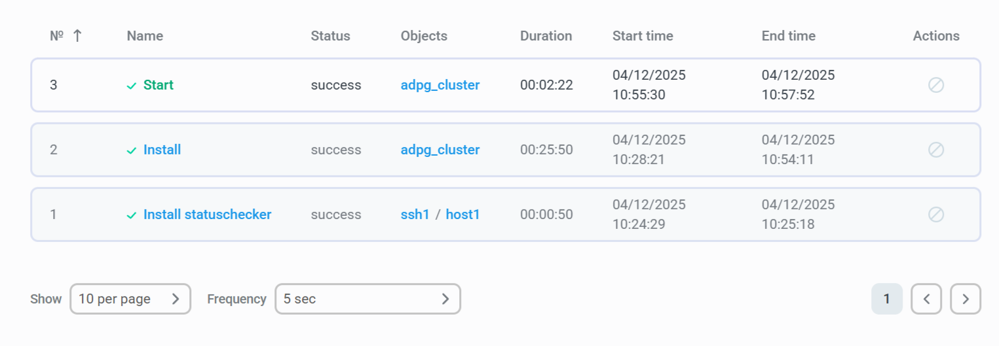 № ↑ Name Status Objects Duration Start time End time Actions
3 Start success adpg_cluster 00:02:22 04/12/2025 10:55:30 04/12/2025 10:57:52
2 Install success adpg_cluster 00:25:50 04/12/2025 10:28:21 04/12/2025 10:54:11
1 Install statuschecker success ssh1 / host1 00:00:50 04/12/2025 10:24:29 04/12/2025 10:25:18
Show 10 per page Frequency 5 sec 1